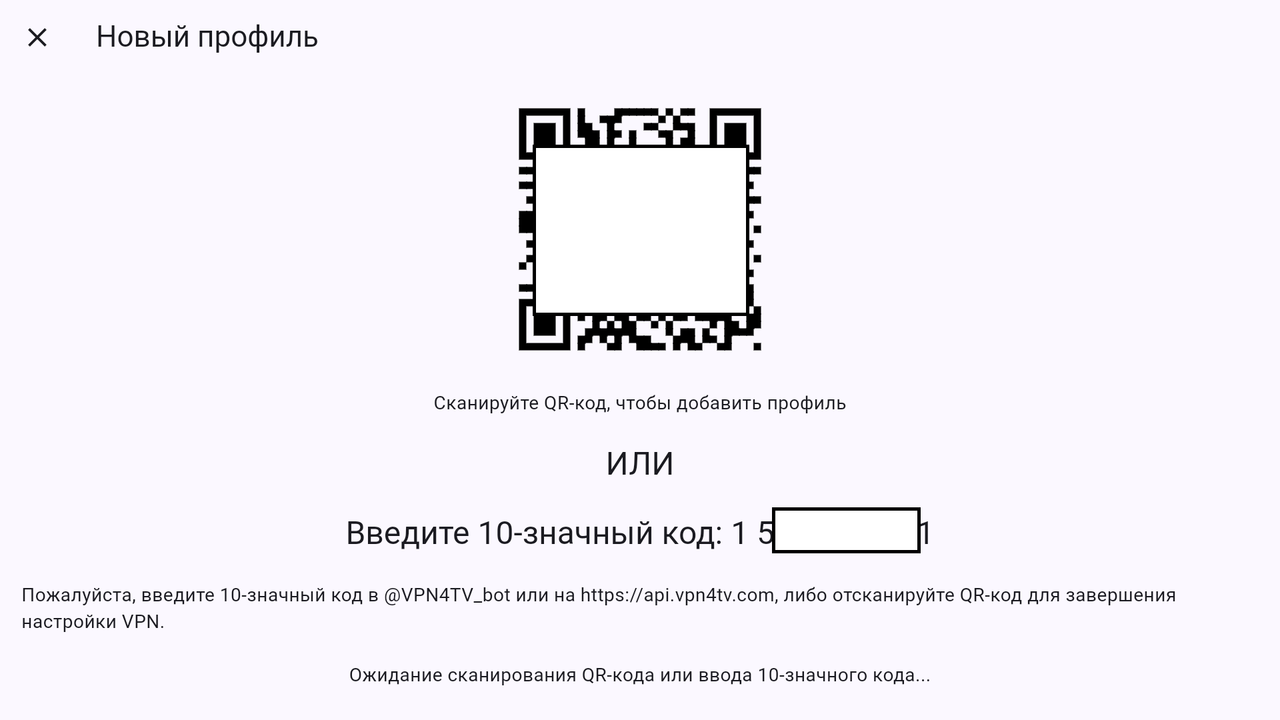 Новый профиль
Сканируйте QR-код, чтобы добавить профиль
ИЛИ
Введите 10-значный код: 1 5 1
Пожалуйста, введите 10-значный код в @VPN4TV_bot или на https://api.vpn4tv.com, либо отсканируйте QR-код для завершения
настройки VPN.
Ожидание сканирования QR-кода или ввода 10-значного кода...